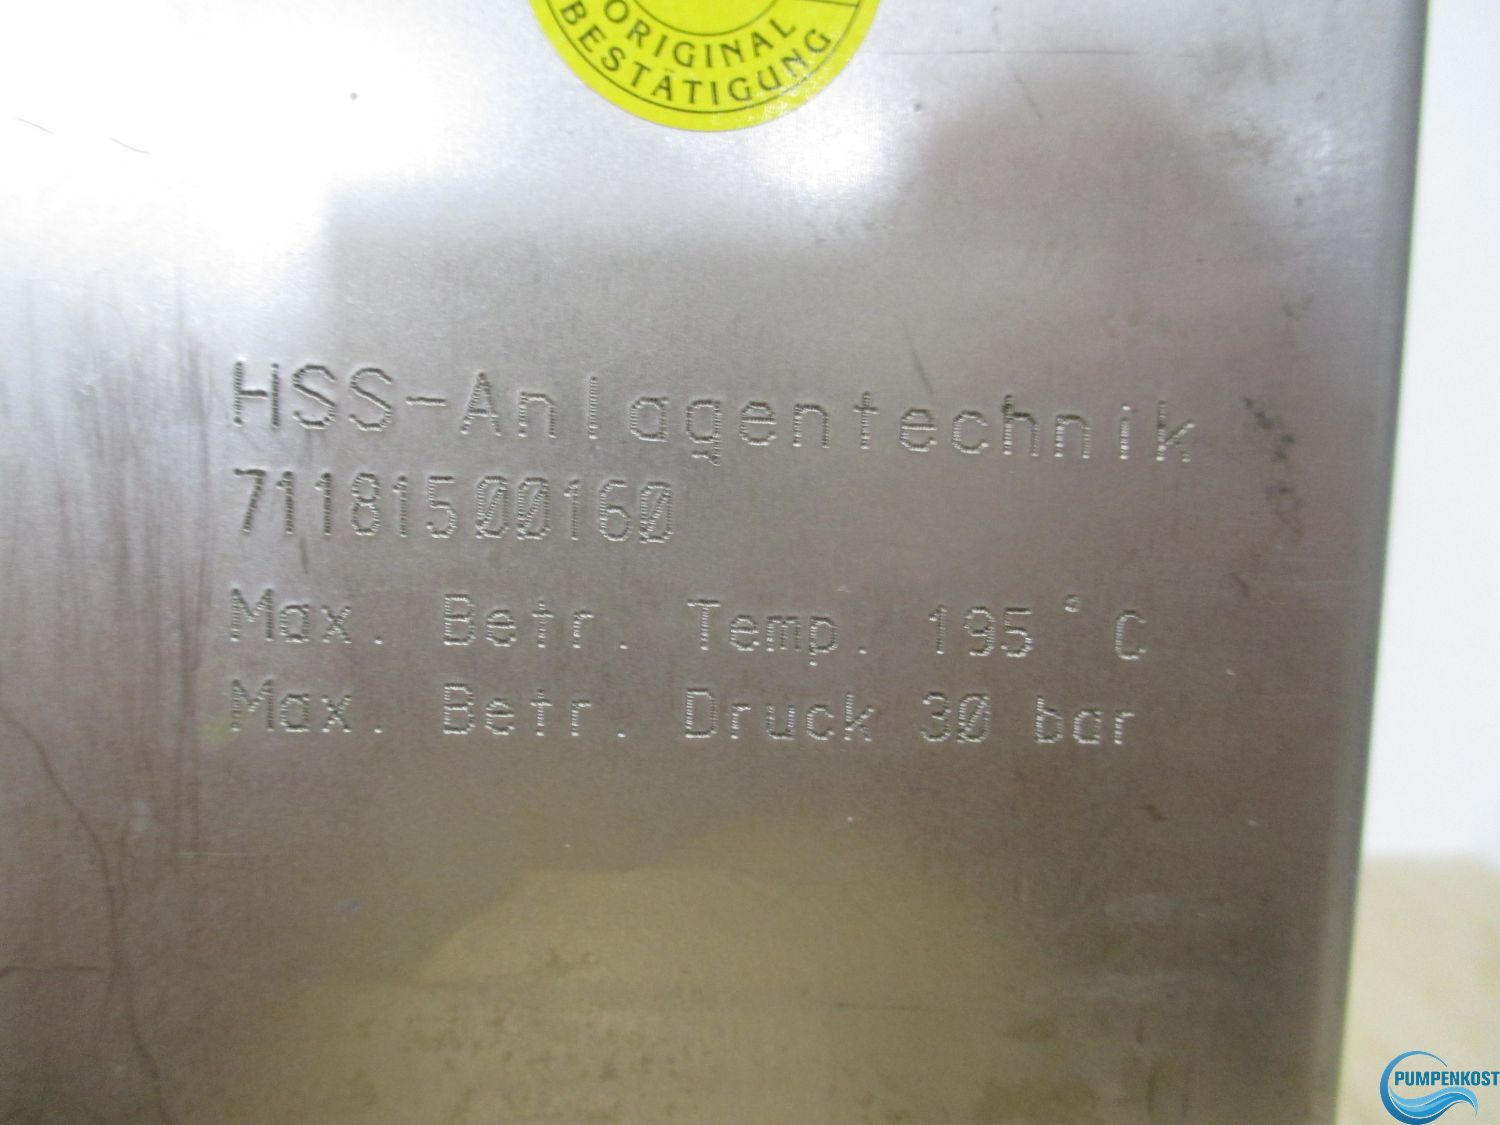 ORIGINAL
BESTÄTIGUNG
HSS-Anlagentechnik
71181500160
Max. Betr. Temp. 195°C
Max. Betr. Druck 30 bar
PUMPENKOST